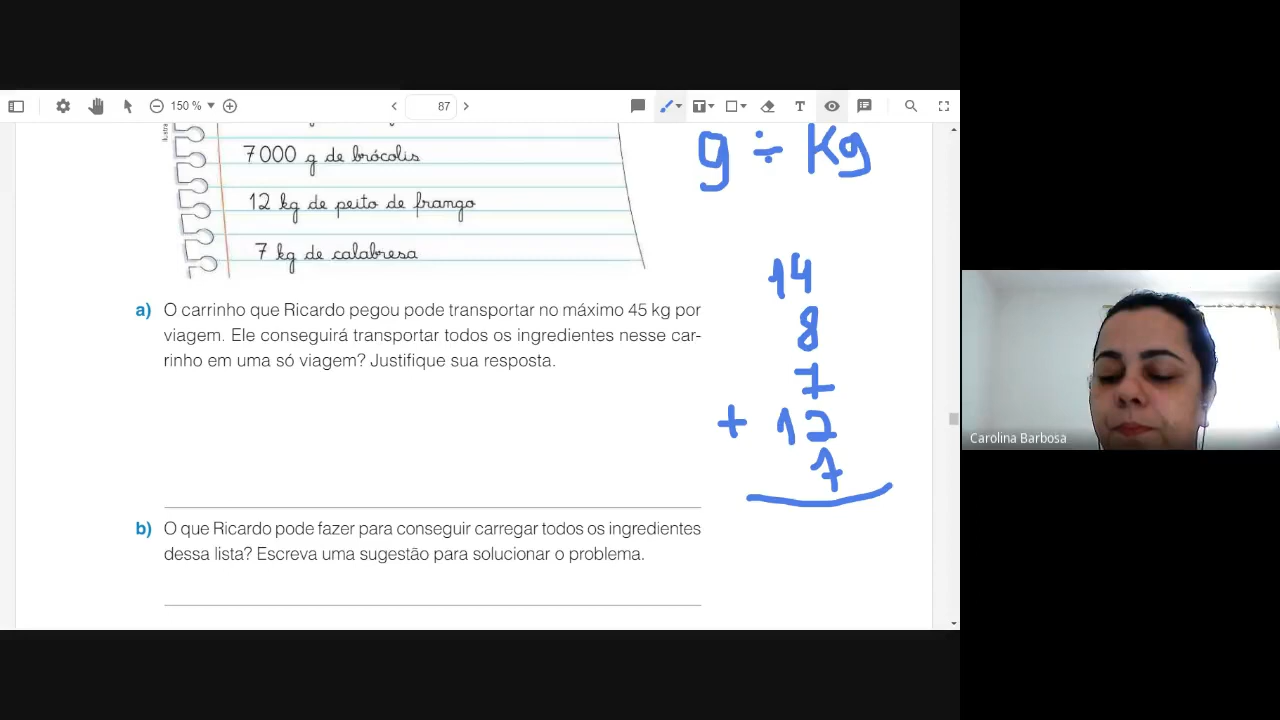 150 %
87
7000 g de brócolis
12 kg de peito de frango
7 kg de calabresa
g ÷ Kg
14
8
7
+ 12
7
a) O carrinho que Ricardo pegou pode transportar no máximo 45 kg por
viagem. Ele conseguirá transportar todos os ingredientes nesse car-
rinho em uma só viagem? Justifique sua resposta.
b) O que Ricardo pode fazer para conseguir carregar todos os ingredientes
dessa lista? Escreva uma sugestão para solucionar o problema.
Carolina Barbosa